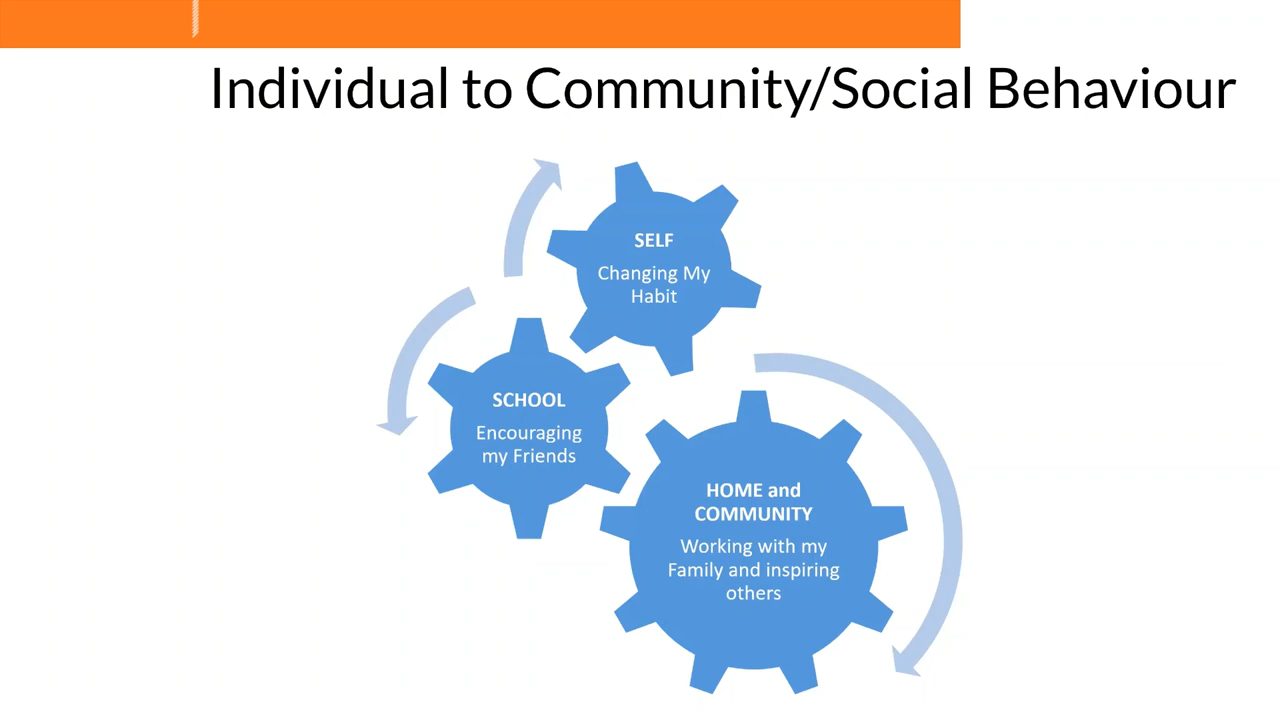 Individual to Community/Social Behaviour
SELF
Changing My
Habit
SCHOOL
Encouraging
my Friends
HOME and
COMMUNITY
Working with my
Family and inspiring
others